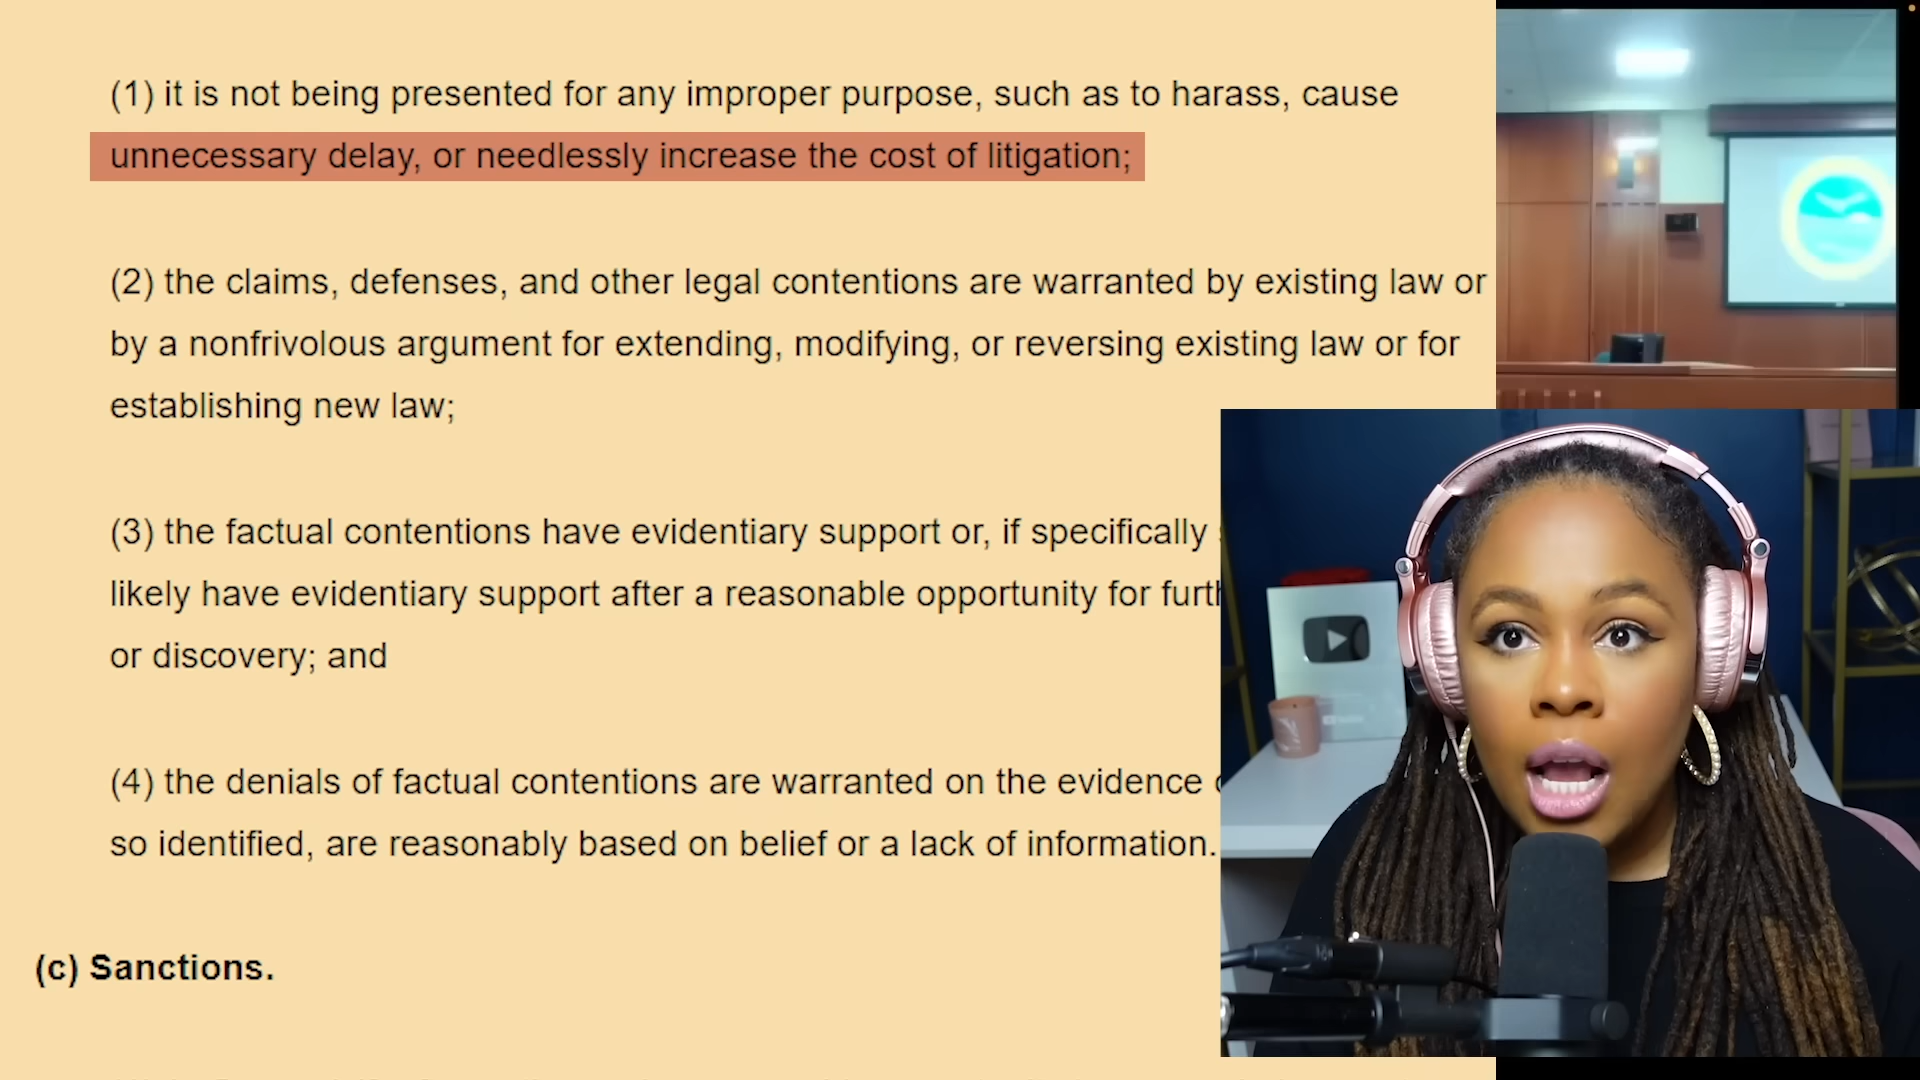 (1) it is not being presented for any improper purpose, such as to harass, cause
unnecessary delay, or needlessly increase the cost of litigation;
(2) the claims, defenses, and other legal contentions are warranted by existing law or
by a nonfrivolous argument for extending, modifying, or reversing existing law or for
establishing new law;
(3) the factual contentions have evidentiary support or, if specifically
likely have evidentiary support after a reasonable opportunity for
or discovery; and
(4) the denials of factual contentions are warranted on the evidence
so identified, are reasonably based on belief or a lack of information.
(c) Sanctions.